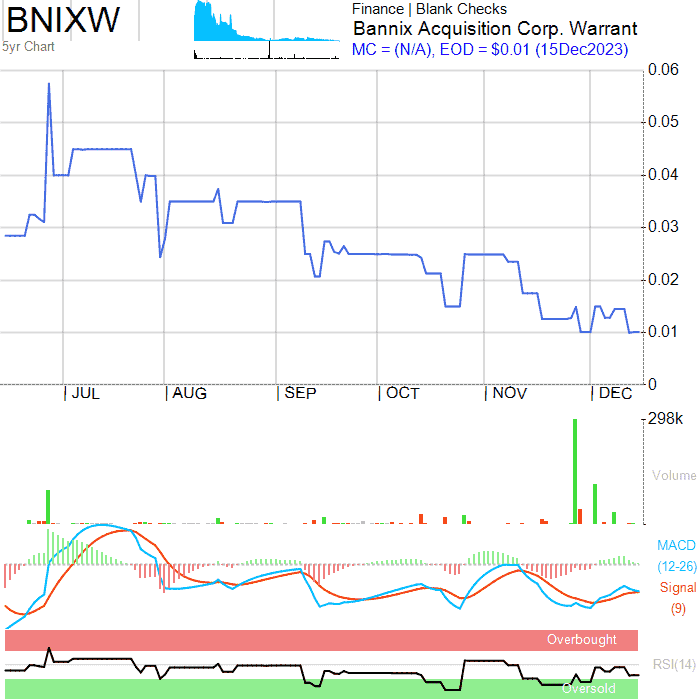 BNIXW
5yr Chart
Finance | Blank Checks
Bannix Acquisition Corp. Warrant
MC = (N/A), EOD = $0.01 (15Dec2023)
0.06
0.05
0.04
0.03
0.02
0.01
0
JUL AUG SEP OCT NOV DEC
298k
Volume
MACD
(12-26)
Signal
(9)
Overbought
RSI(14)
Oversold